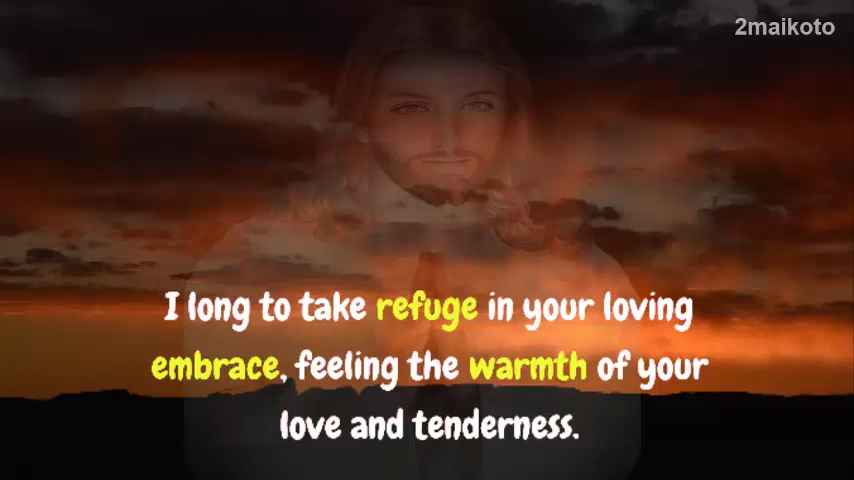 2maikoto
I long to take refuge in your loving
embrace, feeling the warmth of your
love and tenderness.